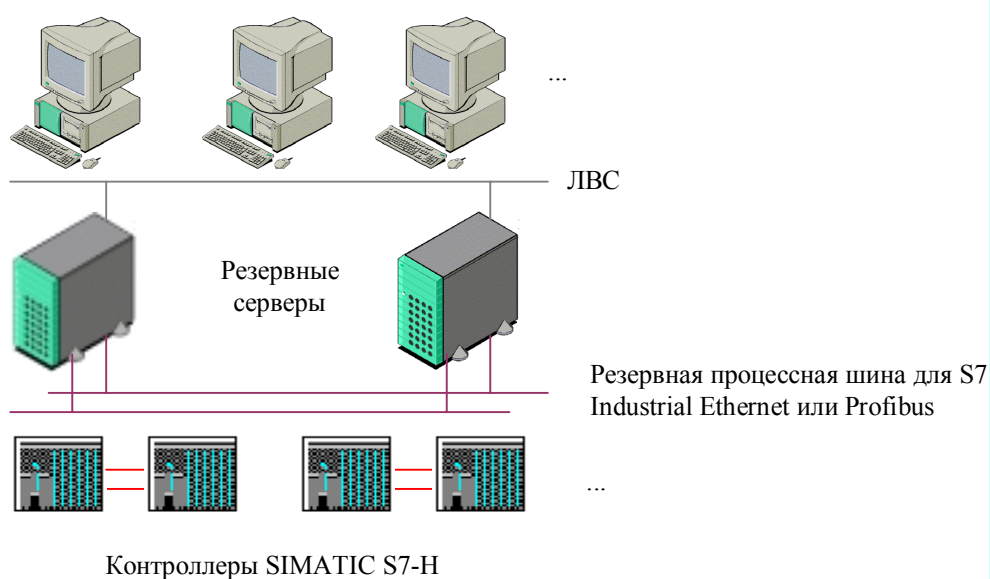 ...
ЛВС
Резервные
серверы
Резервная процессная шина для S7
Industrial Ethernet или Profibus
...
Контроллеры SIMATIC S7-H